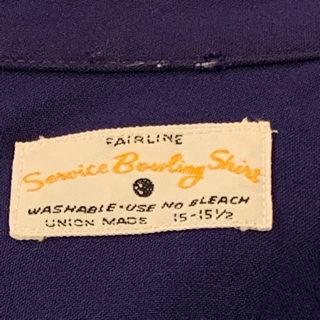 FAIRLINE
Service Bowling Shirt
WASHABLE-USE NO BLEACH
UNION MADE 15-15½